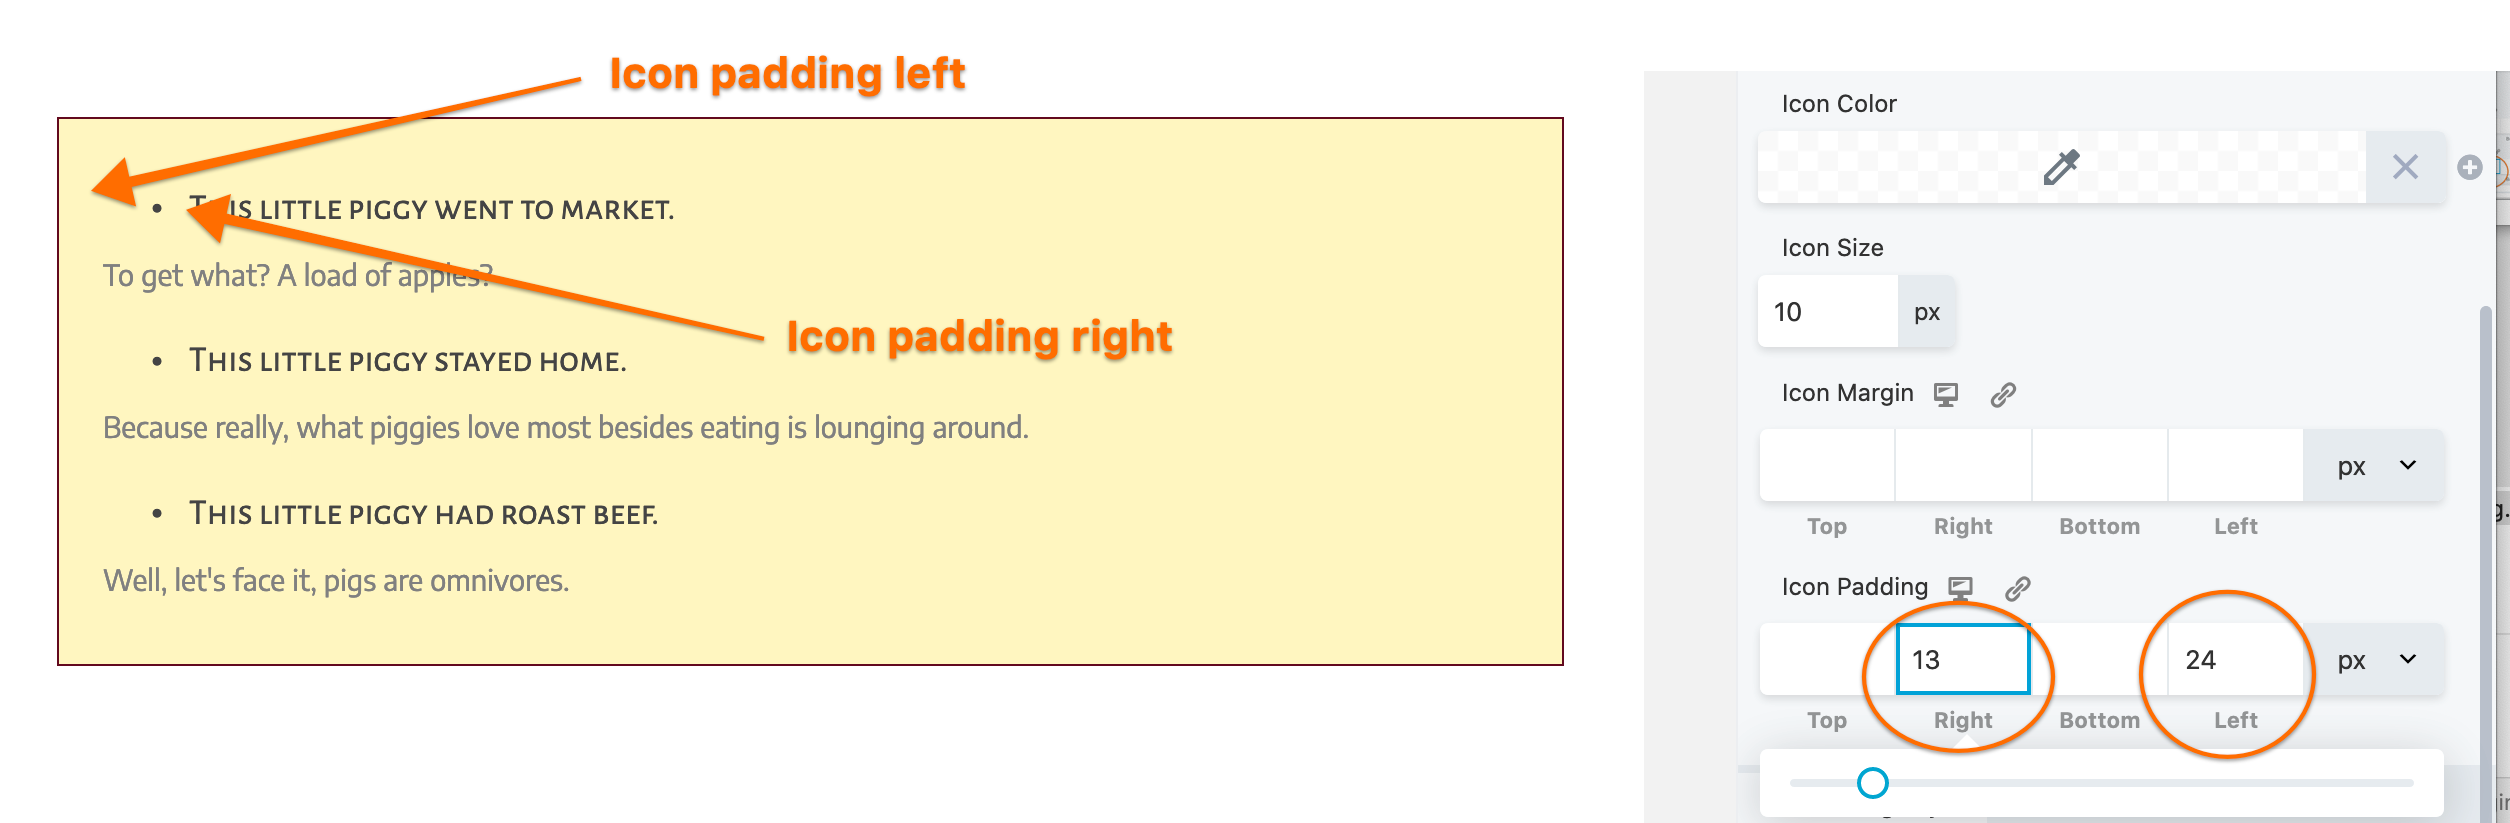 Icon padding left
• This little piggy went to market.
To get what? A load of apples?
Icon padding right
• This little piggy stayed home.
Because really, what piggies love most besides eating is lounging around.
• This little piggy had roast beef.
Well, let's face it, pigs are omnivores.
Icon Color
Icon Size
10 px
Icon Margin
px
Top Right Bottom Left
Icon Padding
13 24 px
Top Right Bottom Left